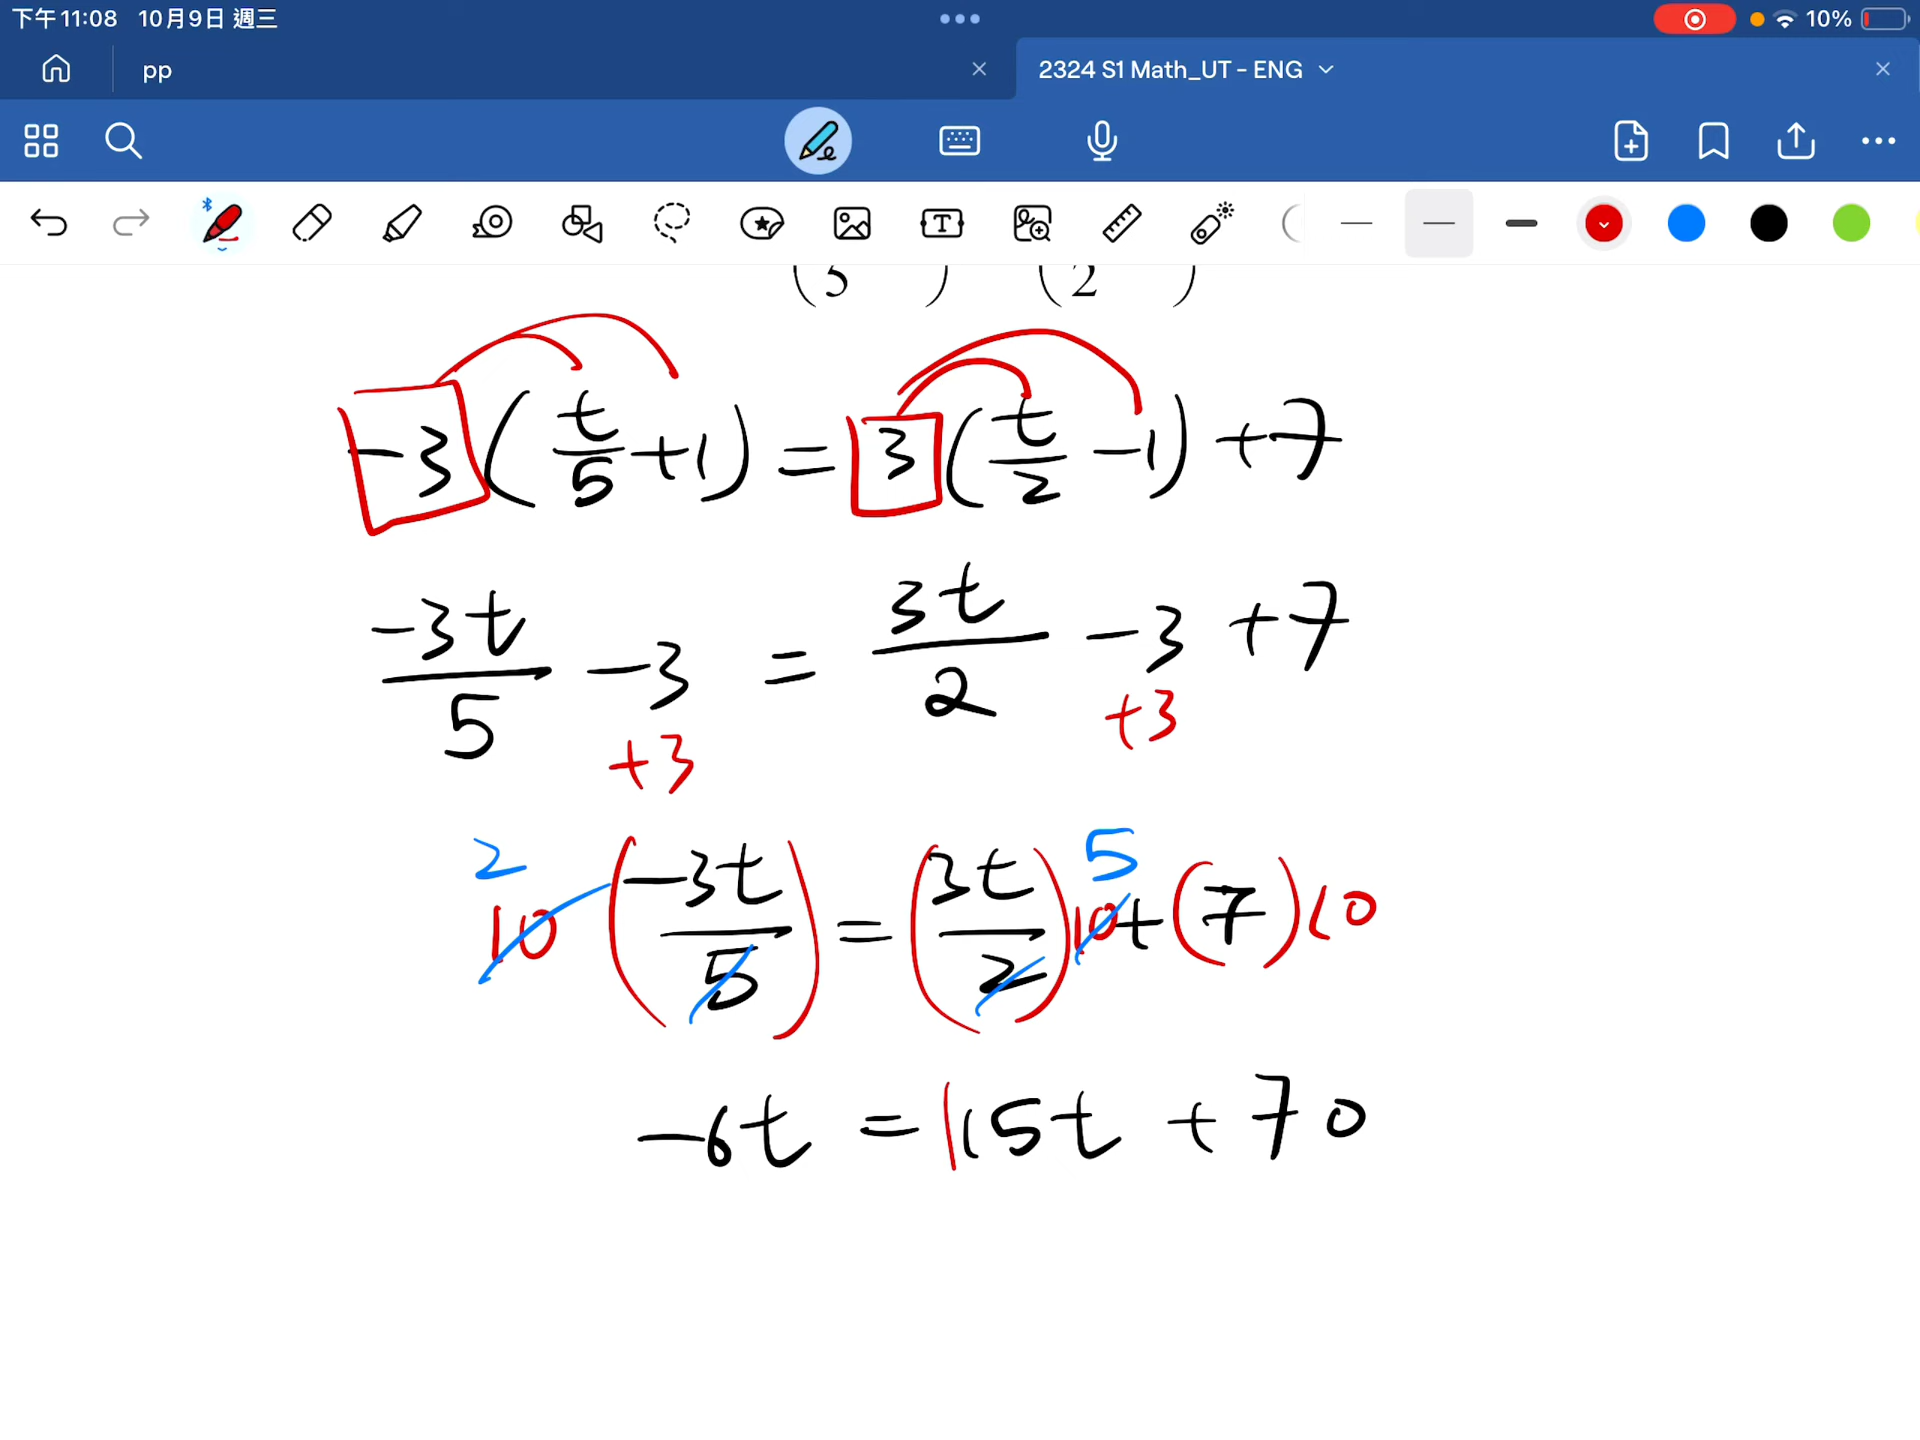 下午11:08 10月9日 週三 10%
pp 2324 S1 Math_UT - ENG
(5 ) (2 )
-3(t/5+1)=3(t/2-1)+7
-3t/5 -3 = 3t/2 -3 +7
+3 +3
2 5
10(-3t/5)=(3t/2)10+(7)10
-6t = 15t + 70